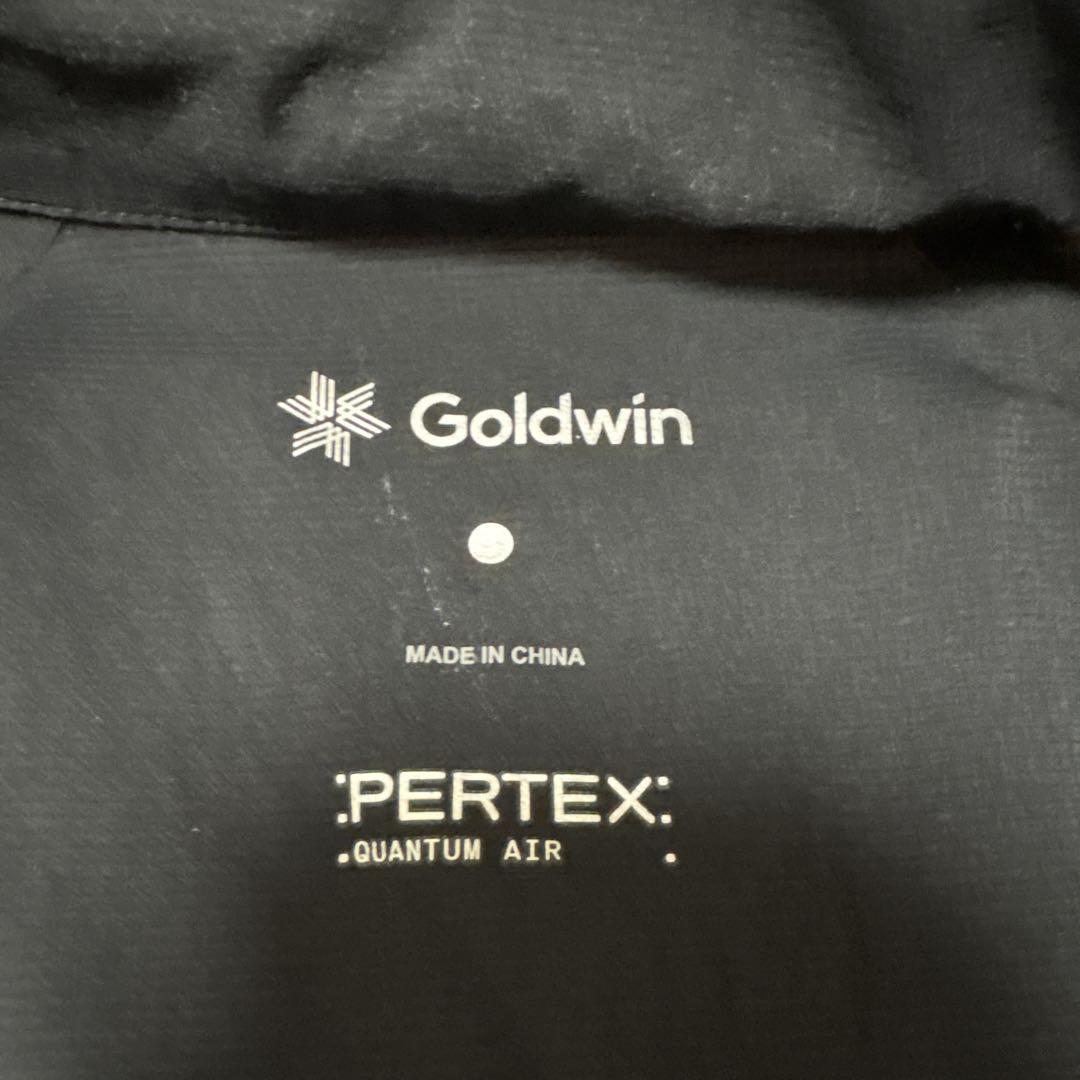 Goldwin
MADE IN CHINA
PERTEX
QUANTUM AIR